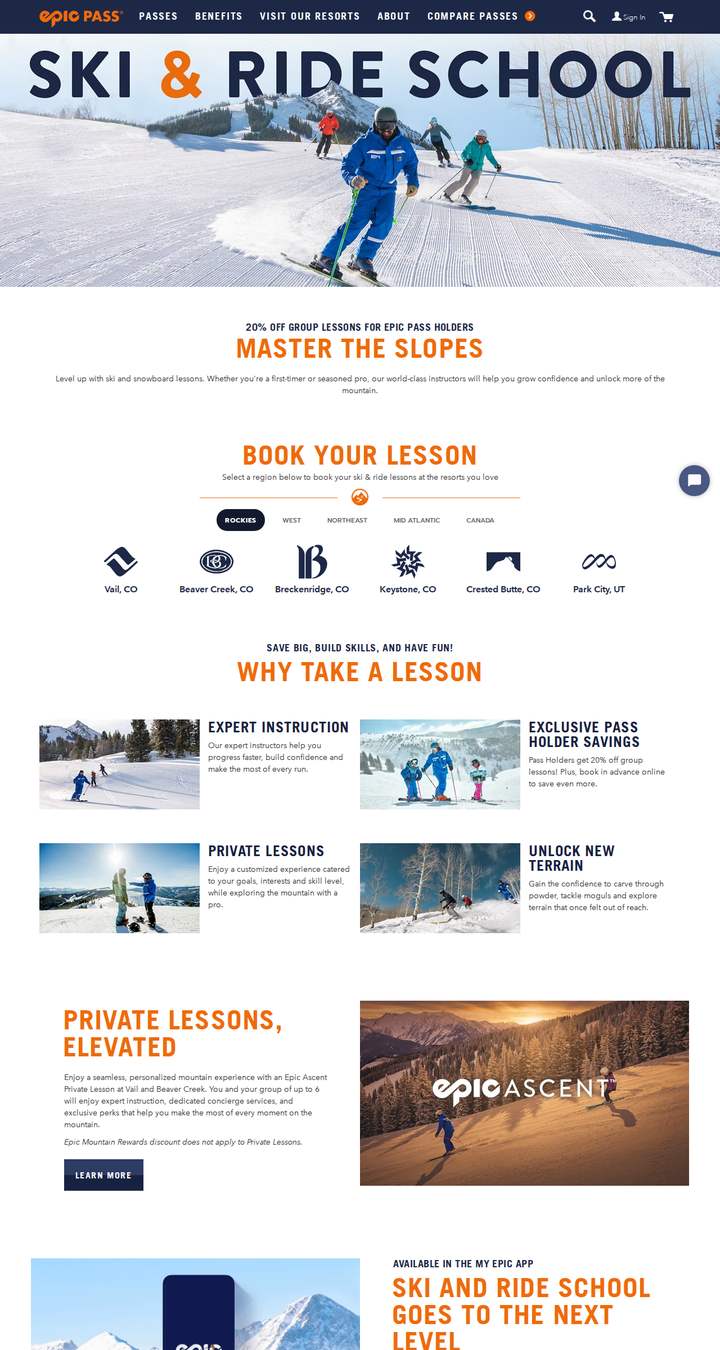 epic PASS PASSES BENEFITS VISIT OUR RESORTS ABOUT COMPARE PASSES Sign In
SKI & RIDE SCHOOL
20% OFF GROUP LESSONS FOR EPIC PASS HOLDERS
MASTER THE SLOPES
Level up with ski and snowboard lessons. Whether you're a first-timer or seasoned pro, our world-class instructors will help you grow confidence and unlock more of the
mountain.
BOOK YOUR LESSON
Select a region below to book your ski & ride lessons at the resorts you love
ROCKIES WEST NORTHEAST MID ATLANTIC CANADA
Vail, CO Beaver Creek, CO Breckenridge, CO Keystone, CO Crested Butte, CO Park City, UT
SAVE BIG, BUILD SKILLS, AND HAVE FUN!
WHY TAKE A LESSON
EXPERT INSTRUCTION
Our expert instructors help you
progress faster, build confidence and
make the most of every run.
EXCLUSIVE PASS
HOLDER SAVINGS
Pass Holders get 20% off group
lessons! Plus, book in advance online
to save even more.
PRIVATE LESSONS
Enjoy a customized experience catered
to your goals, interests and skill level,
while exploring the mountain with a
pro.
UNLOCK NEW
TERRAIN
Gain the confidence to carve through
powder, tackle moguls and explore
terrain that once felt out of reach.
PRIVATE LESSONS,
ELEVATED
Enjoy a seamless, personalized mountain experience with an Epic Ascent
Private Lesson at Vail and Beaver Creek. You and your group of up to 6
will enjoy expert instruction, dedicated concierge services, and
exclusive perks that help you make the most of every moment on the
mountain.
Epic Mountain Rewards discount does not apply to Private Lessons.
LEARN MORE
epic ASCENT™
AVAILABLE IN THE MY EPIC APP
SKI AND RIDE SCHOOL
GOES TO THE NEXT
LEVEL
epic